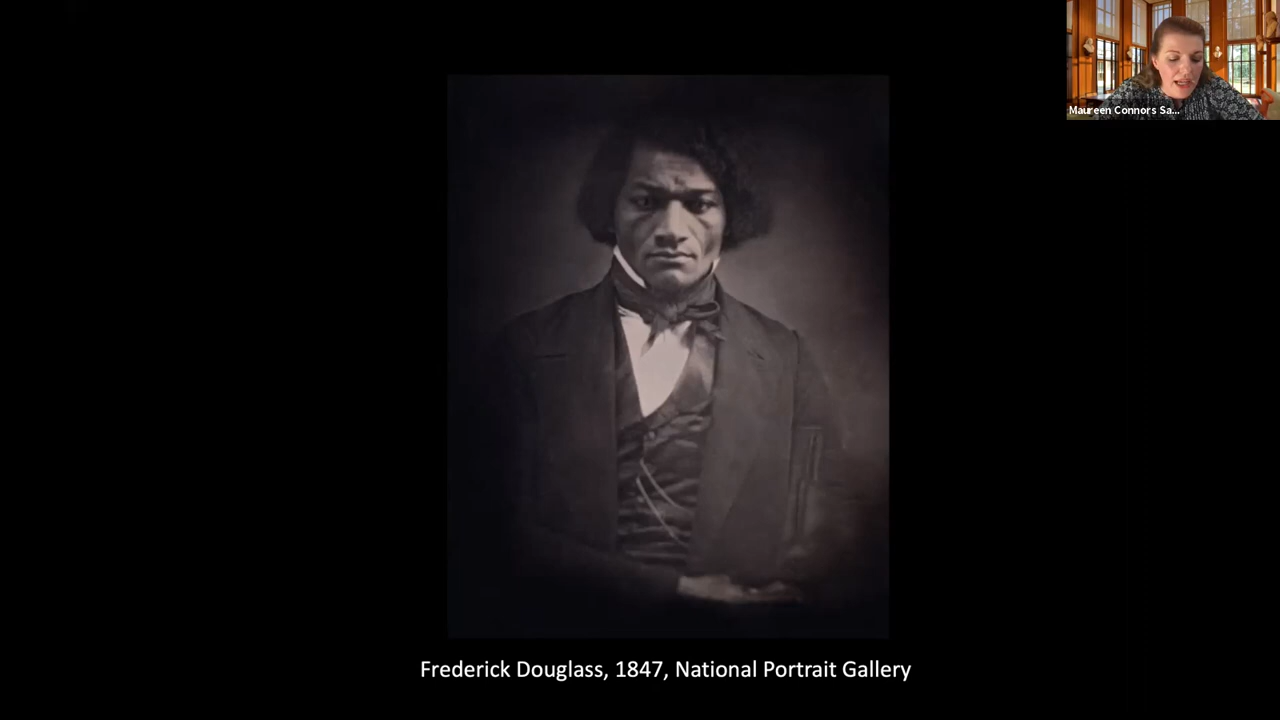 Maureen Connors Sa...
Frederick Douglass, 1847, National Portrait Gallery